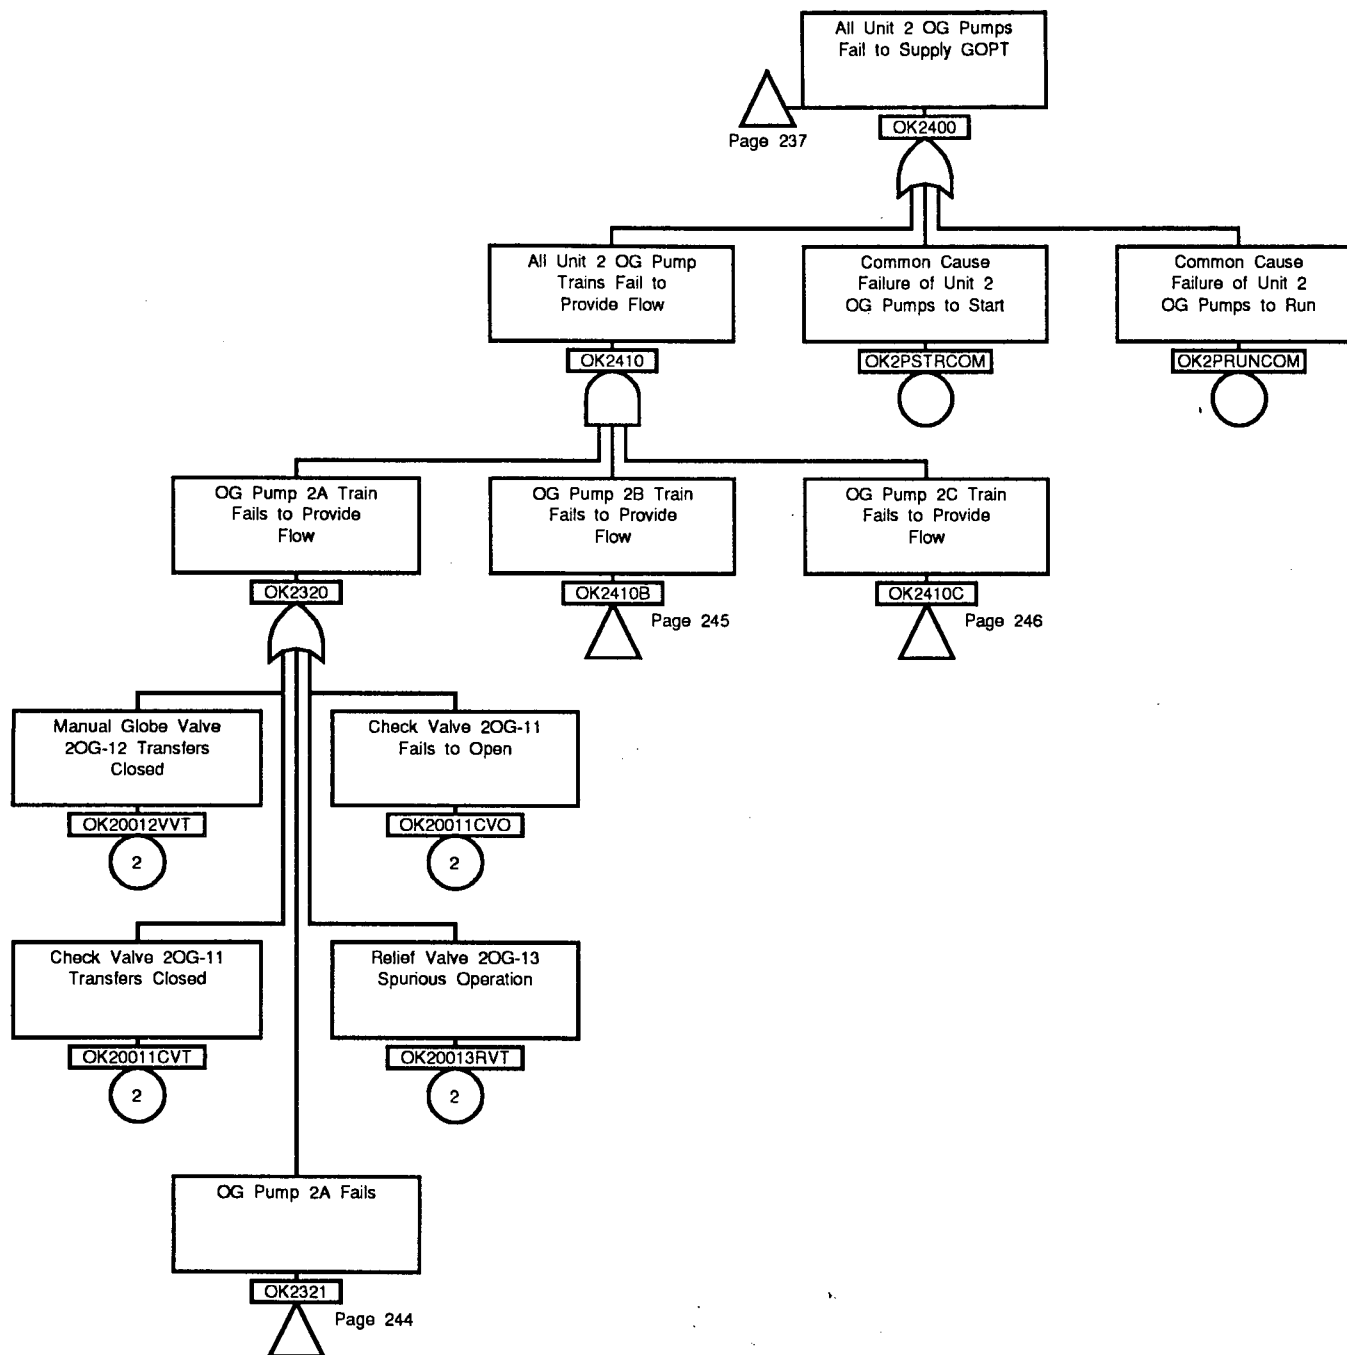 All Unit 2 OG Pumps
Fail to Supply GOPT
Page 237
OK2400
All Unit 2 OG Pump
Trains Fail to
Provide Flow
OK2410
Common Cause
Failure of Unit 2
OG Pumps to Start
OK2PSTRCOM
Common Cause
Failure of Unit 2
OG Pumps to Run
OK2PRUNCOM
OG Pump 2A Train
Fails to Provide
Flow
OK2320
OG Pump 2B Train
Fails to Provide
Flow
OK2410B
Page 245
OG Pump 2C Train
Fails to Provide
Flow
OK2410C
Page 246
Manual Globe Valve
2OG-12 Transfers
Closed
OK20012VVT
2
Check Valve 2OG-11
Fails to Open
OK20011CVO
2
Check Valve 2OG-11
Transfers Closed
OK20011CVT
2
Relief Valve 2OG-13
Spurious Operation
OK20013RVT
2
OG Pump 2A Fails
OK2321
Page 244